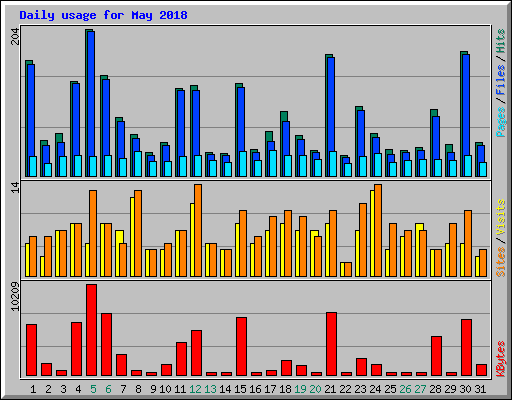 Daily usage for May 2018
204
Pages / Files / Hits
14
Sites / Visits
10209
KBytes
1 2 3 4 5 6 7 8 9 10 11 12 13 14 15 16 17 18 19 20 21 22 23 24 25 26 27 28 29 30 31